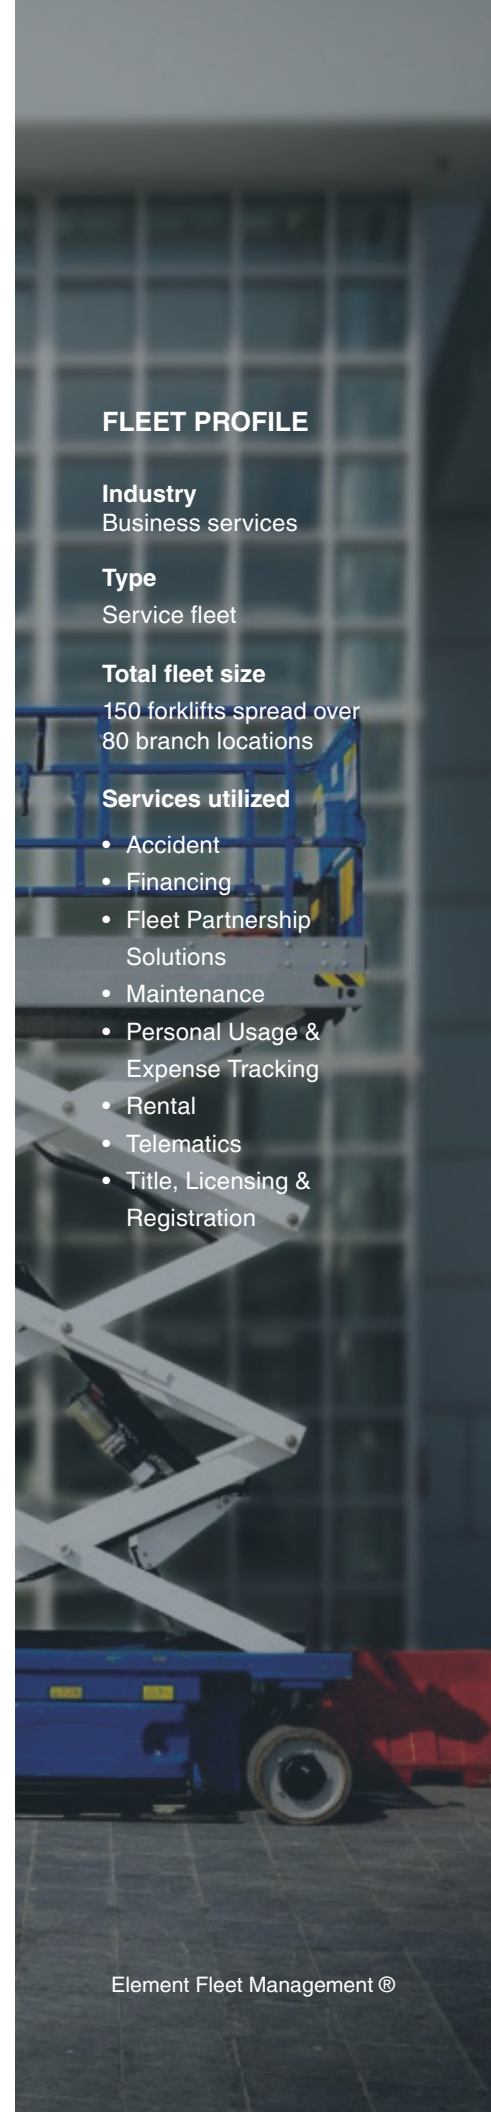 FLEET PROFILE
Industry
Business services
Type
Service fleet
Total fleet size
150 forklifts spread over
80 branch locations
Services utilized
• Accident
• Financing
• Fleet Partnership
Solutions
• Maintenance
• Personal Usage &
Expense Tracking
• Rental
• Telematics
• Title, Licensing &
Registration
Element Fleet Management ®